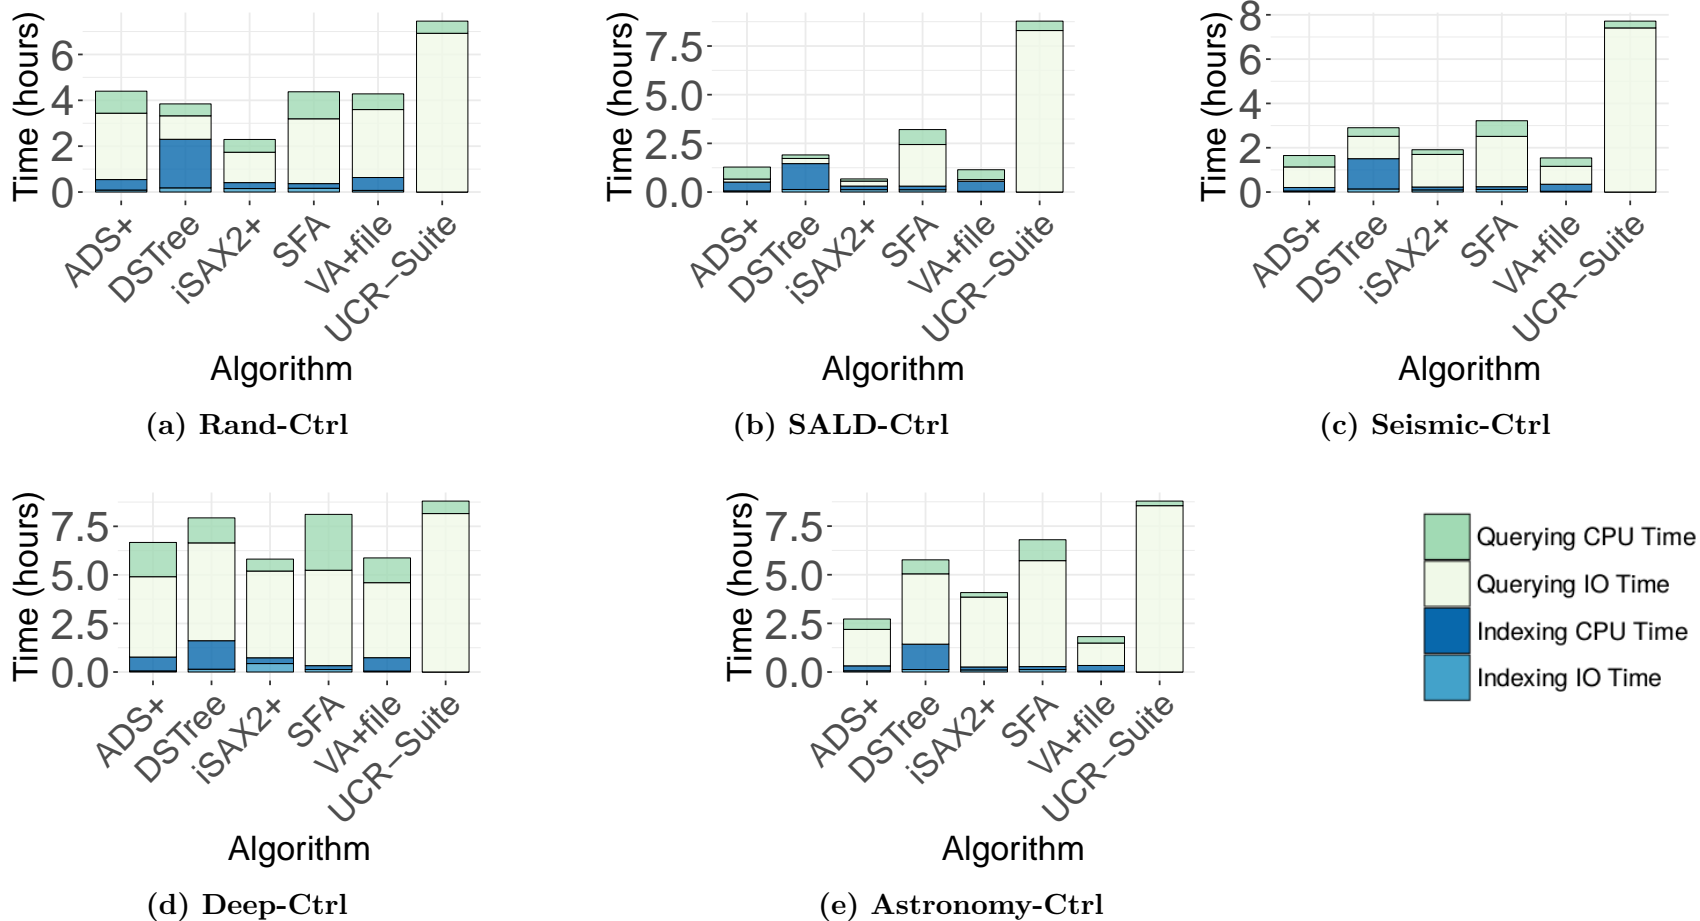 Time (hours)
6
4
2
0
ADS+
DSTree
iSAX2+
SFA
VA+file
UCR−Suite
Algorithm
(a) Rand-Ctrl
Time (hours)
7.5
5.0
2.5
0.0
ADS+
DSTree
iSAX2+
SFA
VA+file
UCR−Suite
Algorithm
(b) SALD-Ctrl
Time (hours)
8
6
4
2
0
ADS+
DSTree
iSAX2+
SFA
VA+file
UCR−Suite
Algorithm
(c) Seismic-Ctrl
Time (hours)
7.5
5.0
2.5
0.0
ADS+
DSTree
iSAX2+
SFA
VA+file
UCR−Suite
Algorithm
(d) Deep-Ctrl
Time (hours)
7.5
5.0
2.5
0.0
ADS+
DSTree
iSAX2+
SFA
VA+file
UCR−Suite
Algorithm
(e) Astronomy-Ctrl
Querying CPU Time
Querying IO Time
Indexing CPU Time
Indexing IO Time